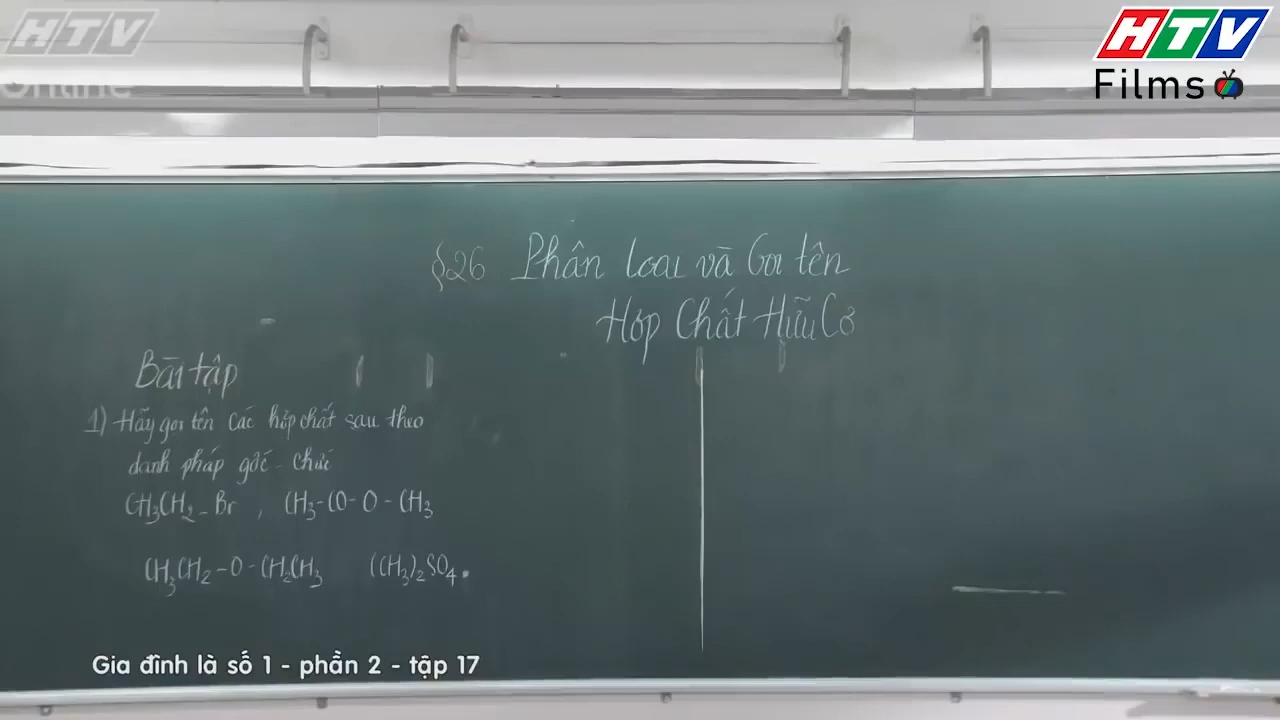 HTV
Online
HTV
Films
§26 Phân Loại và Gọi tên
Hợp Chất Hữu Cơ
Bài tập
1) Hãy gọi tên các hợp chất sau theo
danh pháp gốc - chức
CH3CH2-Br , CH3-CO-O-CH3
CH3CH2-O-CH2CH3 (CH3)2SO4.
Gia đình là số 1 - phần 2 - tập 17